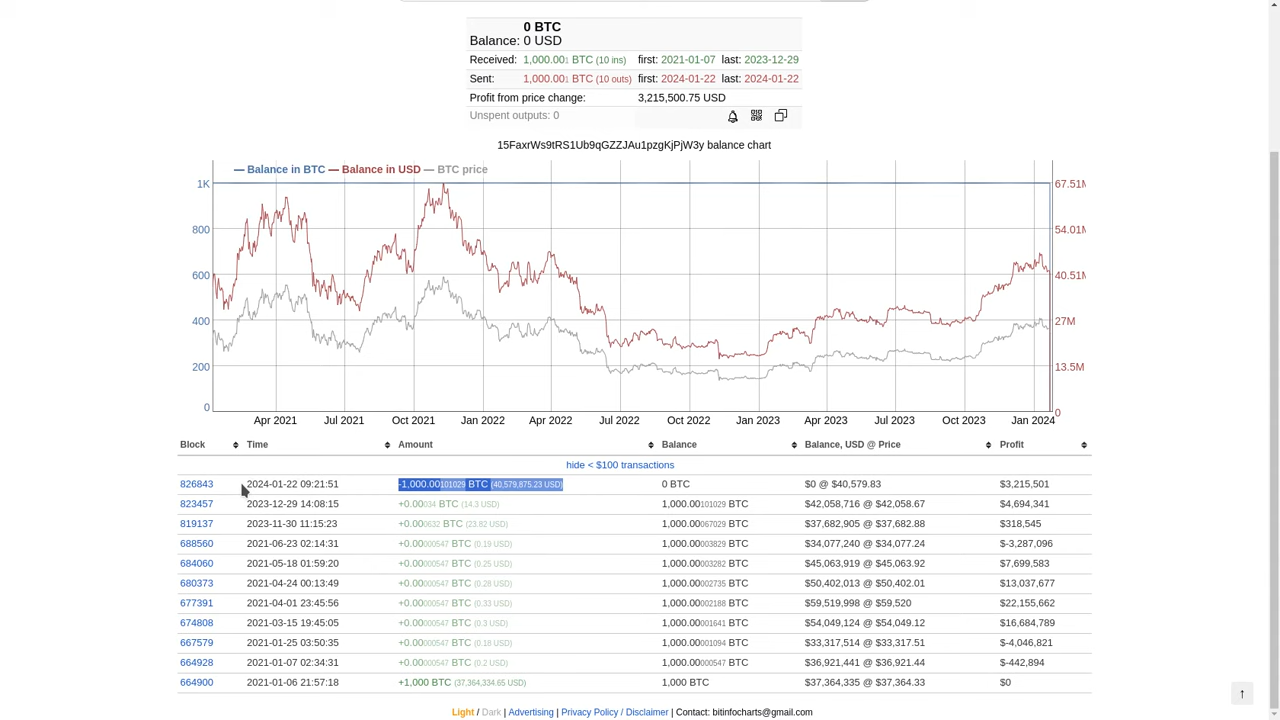 0 BTC
Balance: 0 USD
Received: 1,000.001 BTC (10 ins) first: 2021-01-07 last: 2023-12-29
Sent: 1,000.001 BTC (10 outs) first: 2024-01-22 last: 2024-01-22
Profit from price change: 3,215,500.75 USD
Unspent outputs: 0
15FaxrWs9tRS1Ub9qGZZJAu1pzgKjPjW3y balance chart
Balance in BTC Balance in USD BTC price
1K 67.51M
800 54.01M
600 40.51M
400 27M
200 13.5M
0 0
Apr 2021 Jul 2021 Oct 2021 Jan 2022 Apr 2022 Jul 2022 Oct 2022 Jan 2023 Apr 2023 Jul 2023 Oct 2023 Jan 2024
Block Time Amount Balance Balance, USD @ Price Profit
hide < $100 transactions
826843 2024-01-22 09:21:51 -1,000.00101029 BTC (40,579,875.23 USD) 0 BTC $0 @ $40,579.83 $3,215,501
823457 2023-12-29 14:08:15 +0.00034 BTC (14.3 USD) 1,000.00101029 BTC $42,058,716 @ $42,058.67 $4,694,341
819137 2023-11-30 11:15:23 +0.00632 BTC (23.82 USD) 1,000.00067029 BTC $37,682,905 @ $37,682.88 $318,545
688560 2021-06-23 02:14:31 +0.00000547 BTC (0.19 USD) 1,000.00003829 BTC $34,077,240 @ $34,077.24 $-3,287,096
684060 2021-05-18 01:59:20 +0.00000547 BTC (0.25 USD) 1,000.00003282 BTC $45,063,919 @ $45,063.92 $7,699,583
680373 2021-04-24 00:13:49 +0.00000547 BTC (0.28 USD) 1,000.00002735 BTC $50,402,013 @ $50,402.01 $13,037,677
677391 2021-04-01 23:45:56 +0.00000547 BTC (0.33 USD) 1,000.00002188 BTC $59,519,998 @ $59,520 $22,155,662
674808 2021-03-15 19:45:05 +0.00000547 BTC (0.3 USD) 1,000.00001641 BTC $54,049,124 @ $54,049.12 $16,684,789
667579 2021-01-25 03:50:35 +0.00000547 BTC (0.18 USD) 1,000.00001094 BTC $33,317,514 @ $33,317.51 $-4,046,821
664928 2021-01-07 02:34:31 +0.00000547 BTC (0.2 USD) 1,000.00000547 BTC $36,921,441 @ $36,921.44 $-442,894
664900 2021-01-06 21:57:18 +1,000 BTC (37,364,334.65 USD) 1,000 BTC $37,364,335 @ $37,364.33 $0
Light / Dark | Advertising | Privacy Policy / Disclaimer | Contact: bitinfocharts@gmail.com